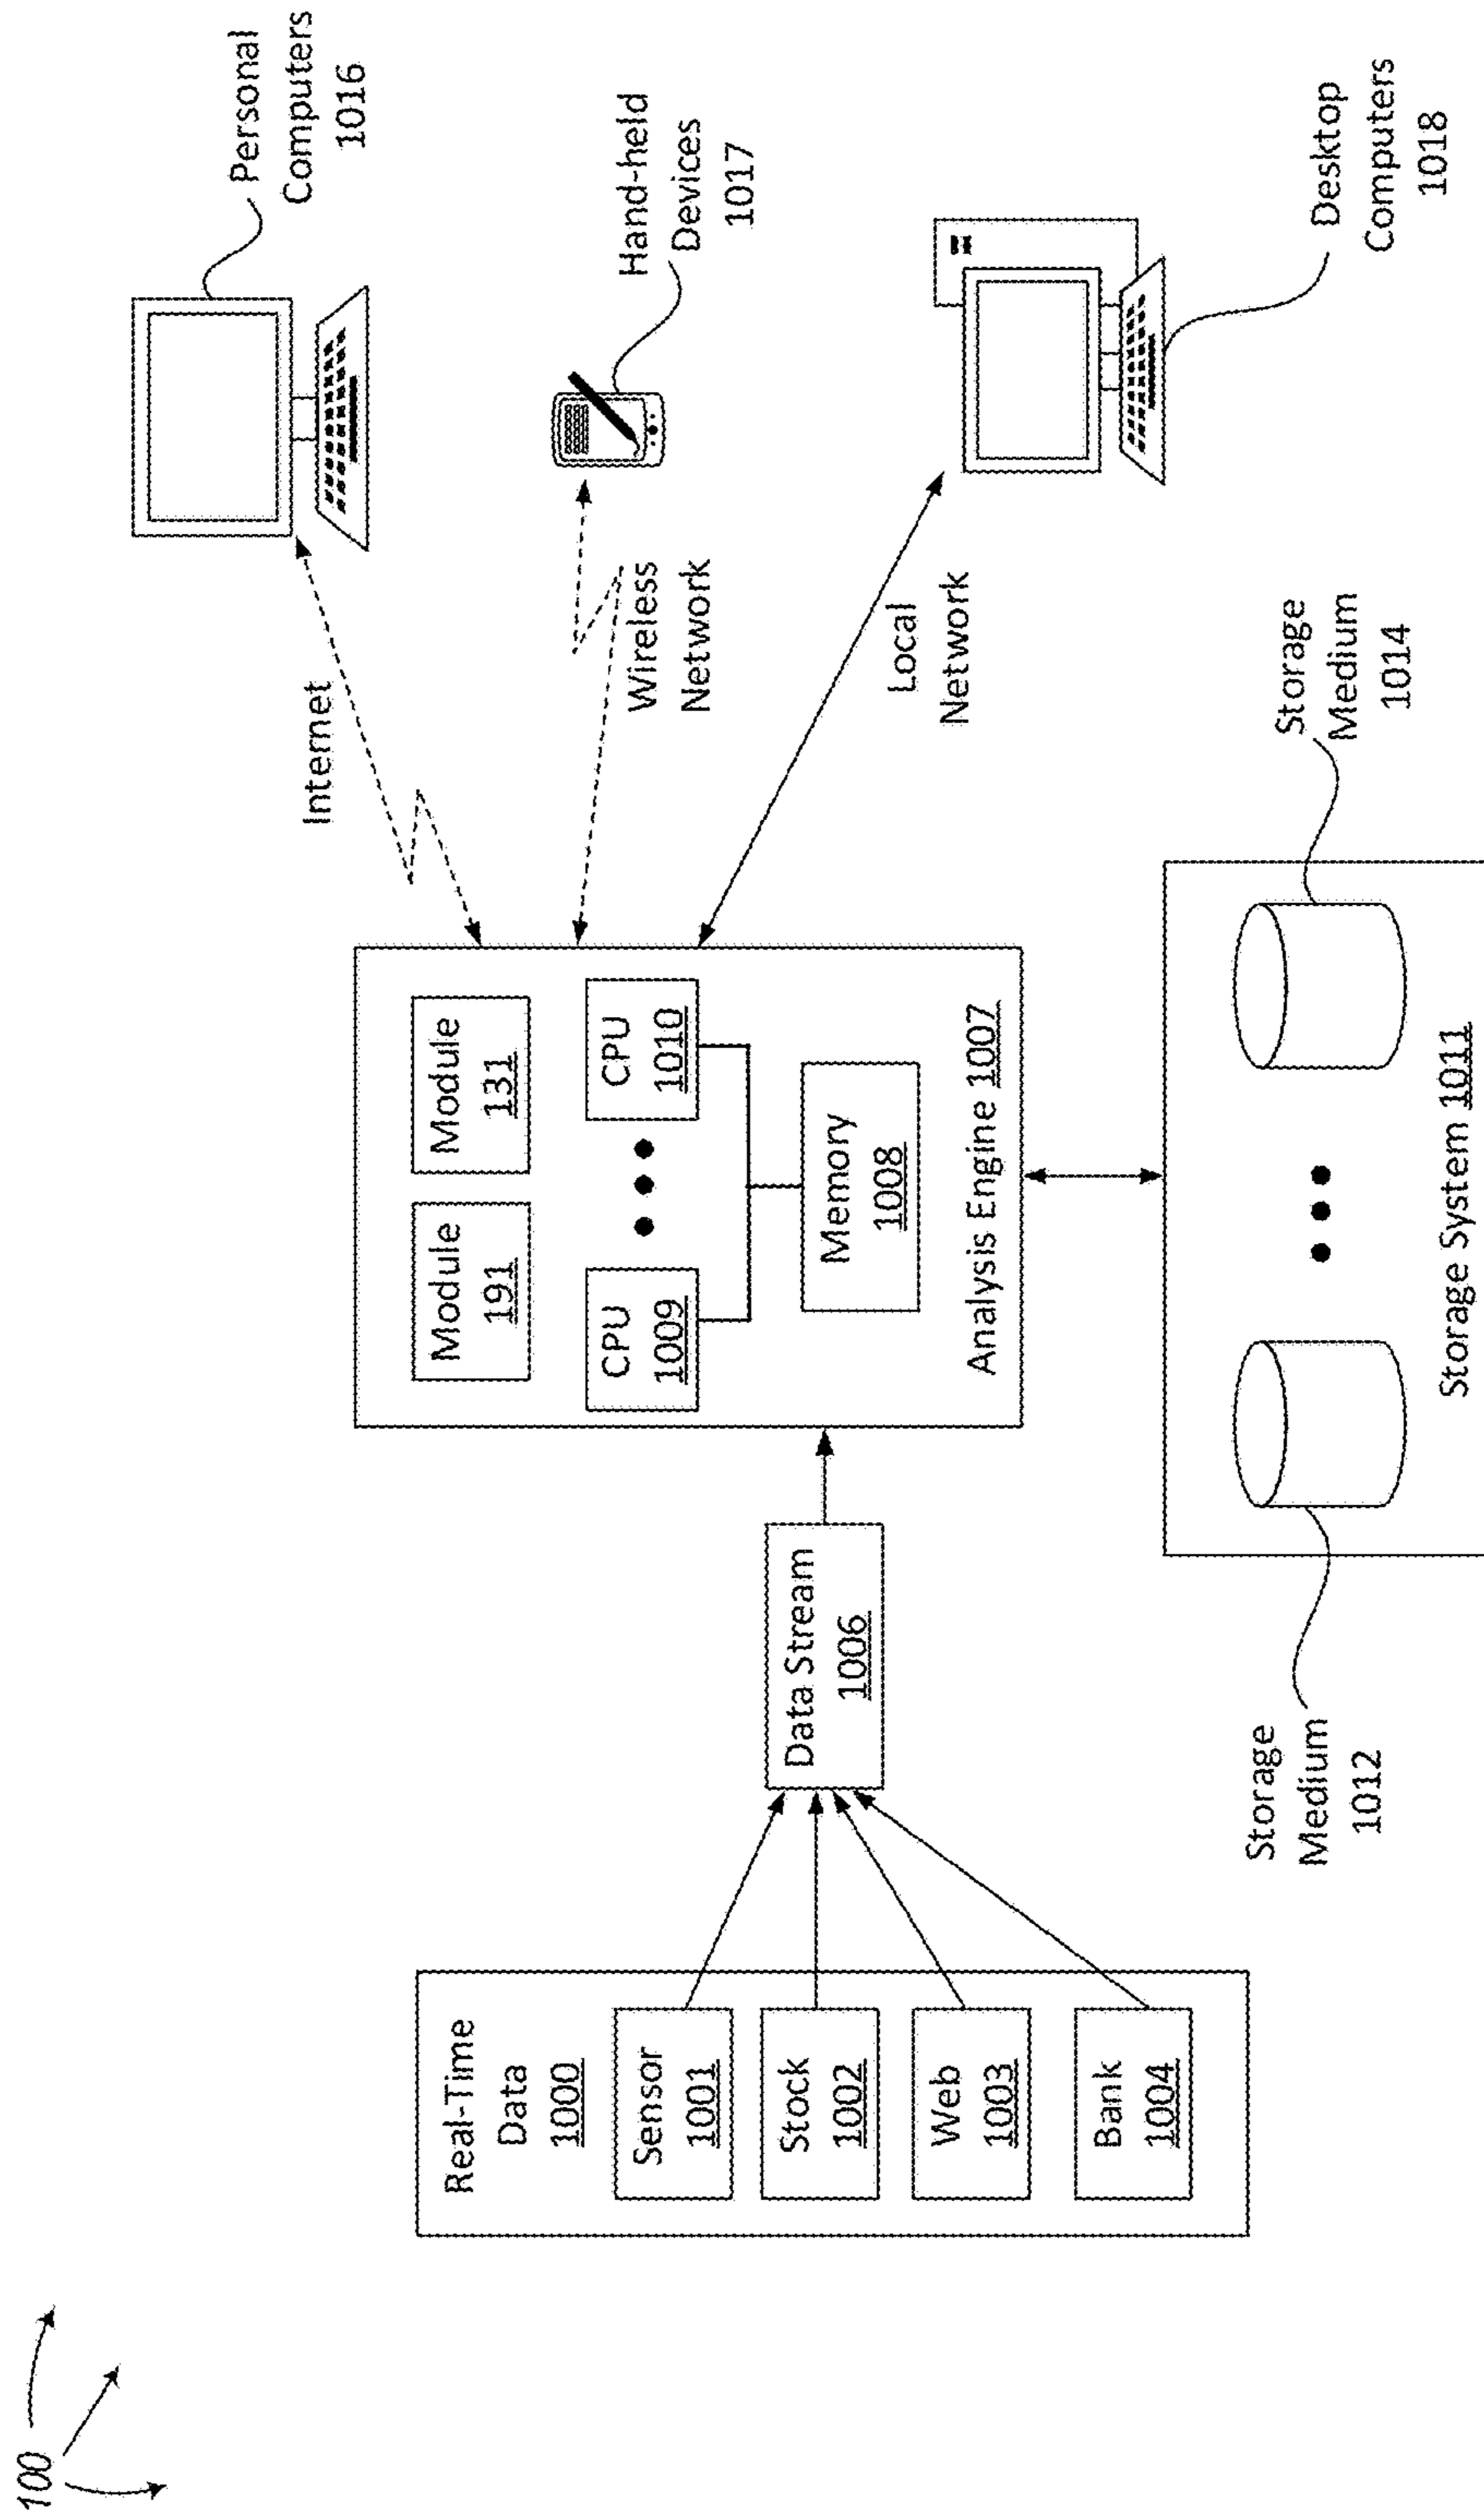 100
Real-Time
Data
1000
Sensor
1001
Stock
1002
Web
1003
Bank
1004
Data Stream
1006
Module
191
Module
131
CPU
1009
CPU
1010
Memory
1008
Analysis Engine 1007
Internet
Wireless
Network
Local
Network
Personal
Computers
1016
Hand-held
Devices
1017
Desktop
Computers
1018
Storage
Medium
1012
Storage
Medium
1014
Storage System 1011